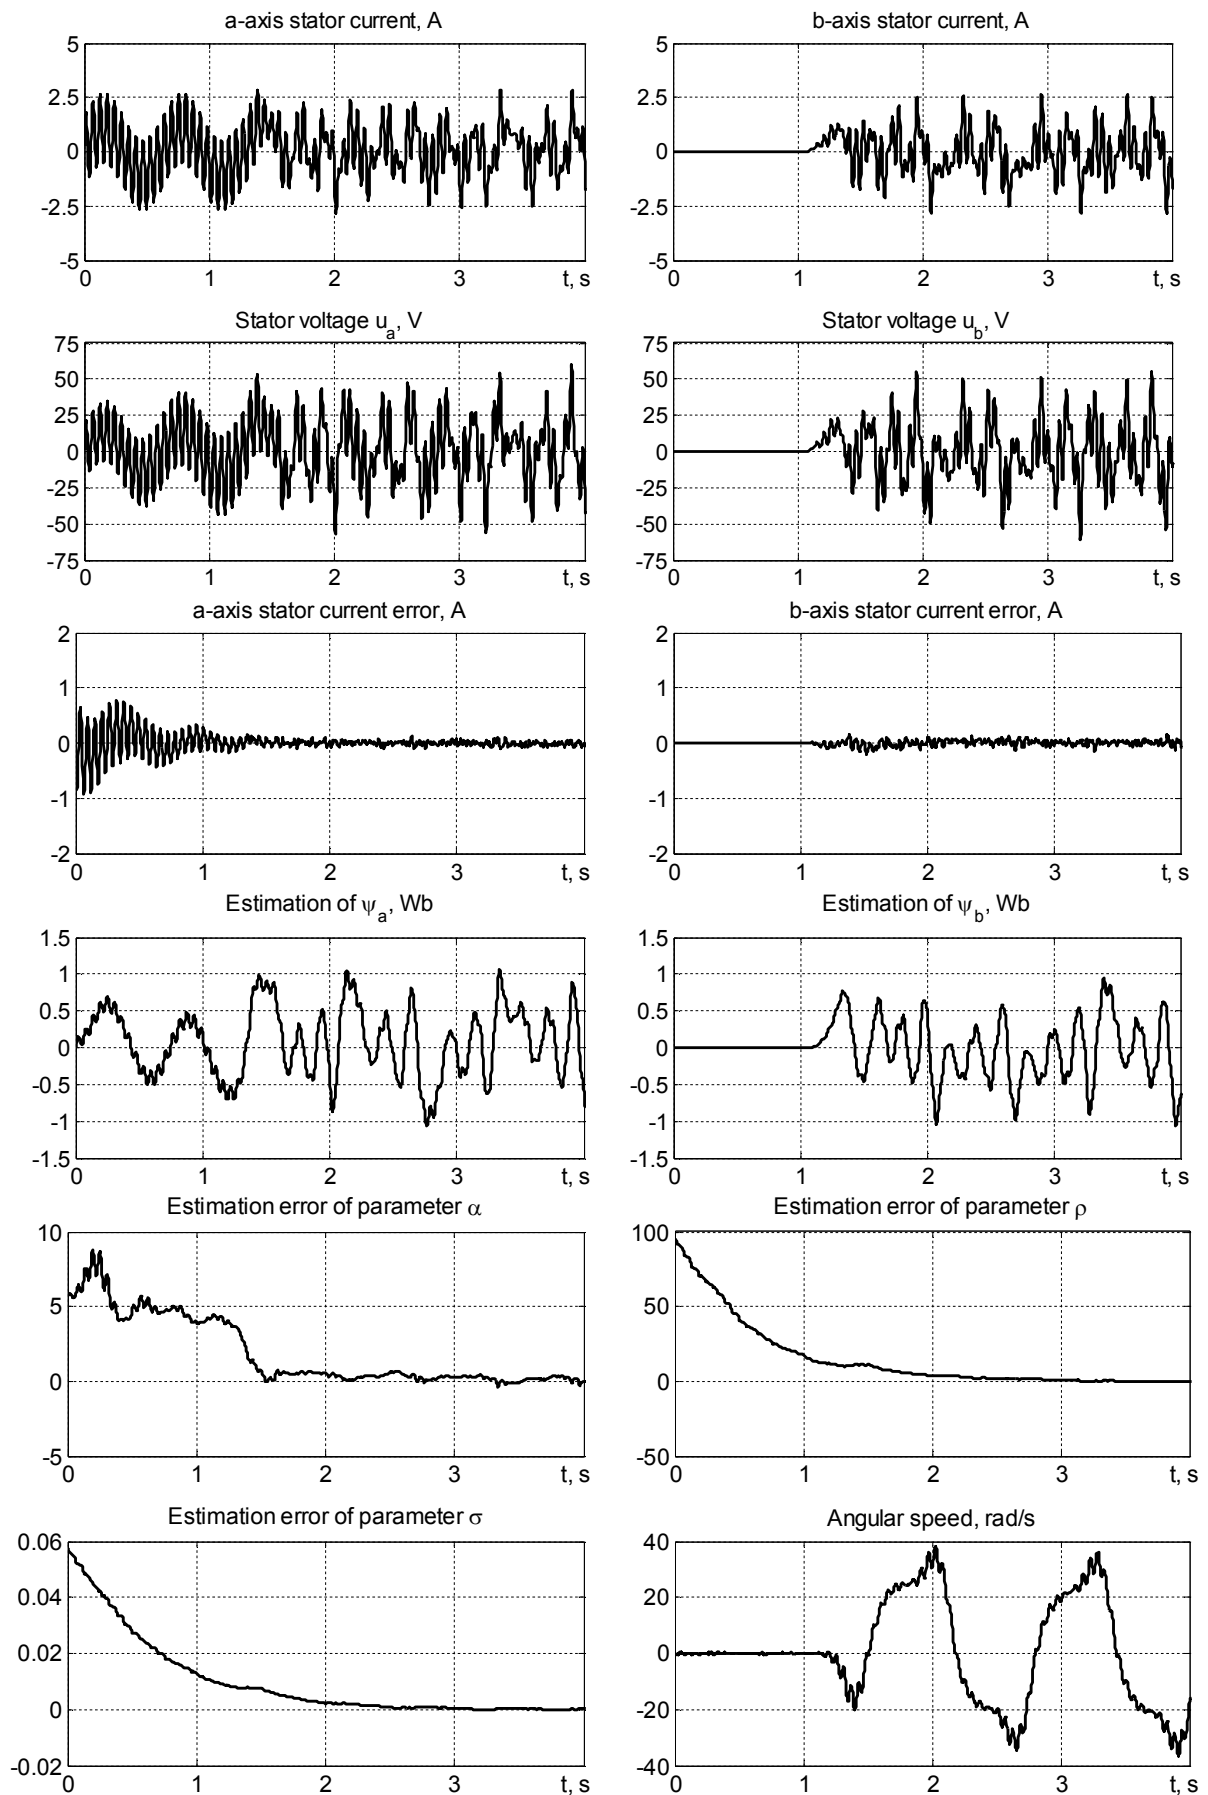 a-axis stator current, A
b-axis stator current, A
5
2.5
0
-2.5
-5
0 1 2 3 t, s
5
2.5
0
-2.5
-5
0 1 2 3 t, s
Stator voltage uₐ, V
Stator voltage u_b, V
75
50
25
0
-25
-50
-75
0 1 2 3 t, s
75
50
25
0
-25
-50
-75
0 1 2 3 t, s
a-axis stator current error, A
b-axis stator current error, A
2
1
0
-1
-2
0 1 2 3 t, s
2
1
0
-1
-2
0 1 2 3 t, s
Estimation of ψₐ, Wb
Estimation of ψ_b, Wb
1.5
1
0.5
0
-0.5
-1
-1.5
0 1 2 3 t, s
1.5
1
0.5
0
-0.5
-1
-1.5
0 1 2 3 t, s
Estimation error of parameter α
Estimation error of parameter ρ
10
5
0
-5
0 1 2 3 t, s
100
50
0
-50
0 1 2 3 t, s
Estimation error of parameter σ
Angular speed, rad/s
0.06
0.04
0.02
0
-0.02
0 1 2 3 t, s
40
20
0
-20
-40
0 1 2 3 t, s